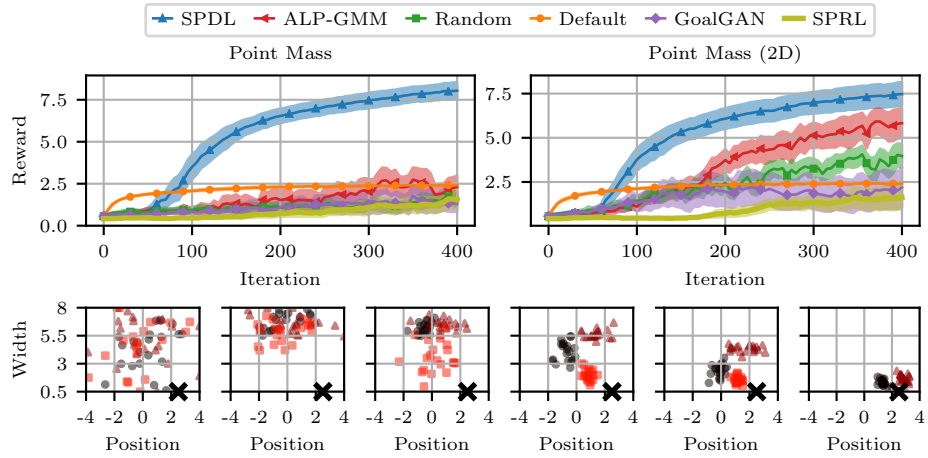 SPDL ALP-GMM Random Default GoalGAN SPRL
Point Mass Point Mass (2D)
7.5 7.5
5.0 5.0
2.5 2.5
0.0
Reward
0 100 200 300 400 0 100 200 300 400
Iteration Iteration
8
5.5
3
0.5
Width
-4 -2 0 2 4 -2 0 2 4 -2 0 2 4 -4 -2 0 2 4 -2 0 2 4 -2 0 2 4
Position Position Position Position Position Position